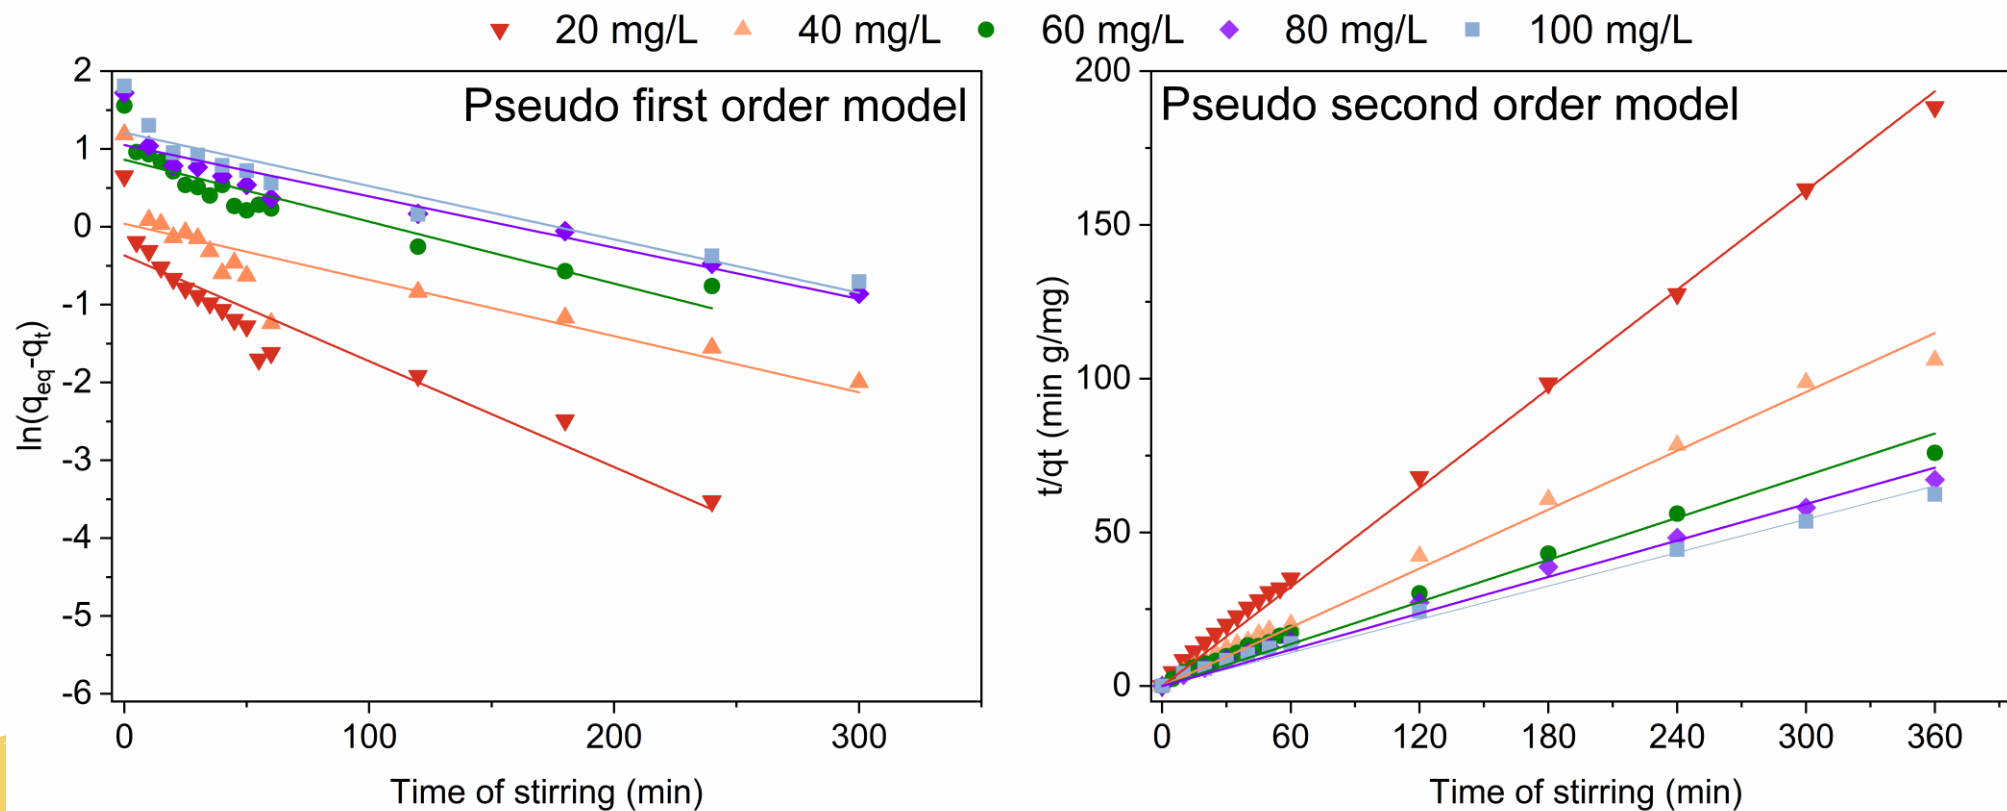 20 mg/L 40 mg/L 60 mg/L 80 mg/L 100 mg/L
Pseudo first order model
2
1
0
-1
-2
-3
-4
-5
-6
ln(q_eq-q_t)
0 100 200 300
Time of stirring (min)
Pseudo second order model
200
150
100
50
0
t/qt (min g/mg)
0 60 120 180 240 300 360
Time of stirring (min)